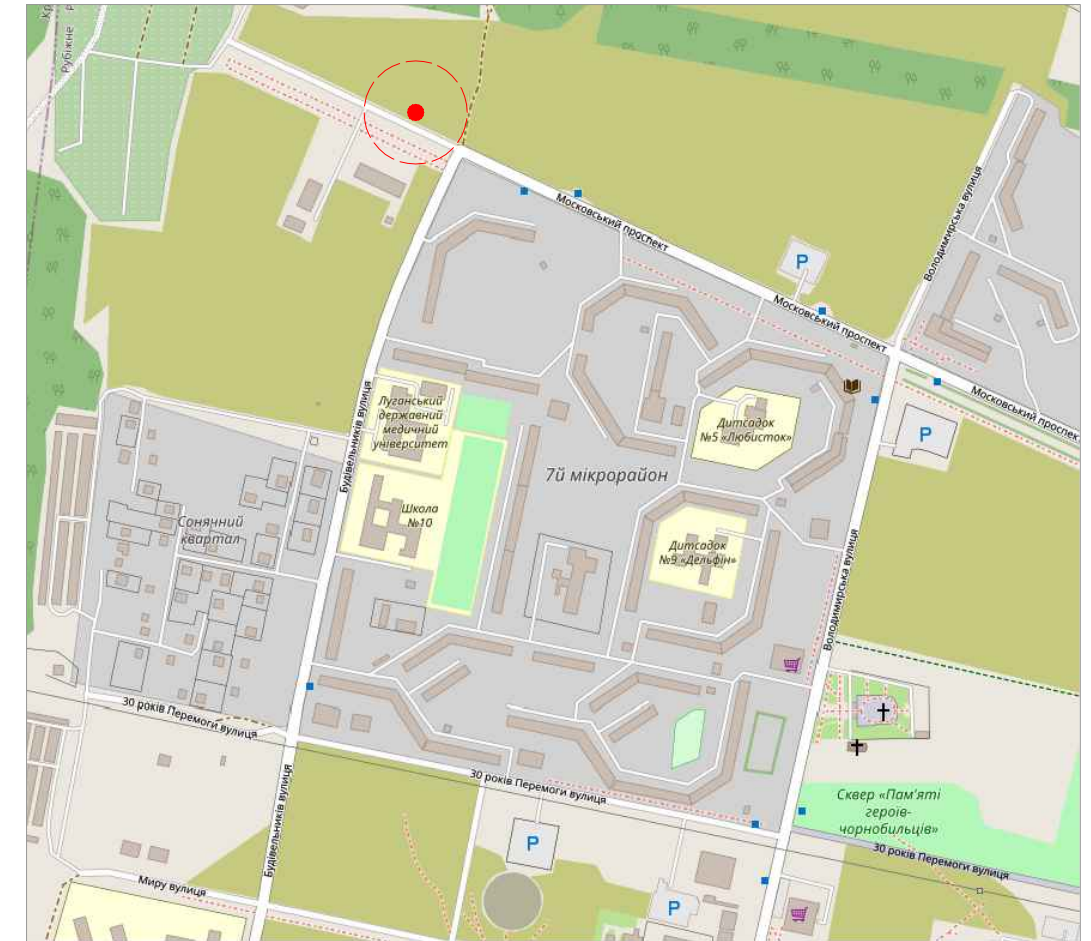 Рубіжне
Московський проспект
Володимирська вулиця
P
Московський проспект
Московський проспек
Луганський
державний
медичний
університет
Будівельників вулиця
Дитсадок
№5 «Любисток»
P
7й мікрорайон
Школа
№10
Сонячний
квартал
Дитсадок
№9 «Дельфін»
Володимирська вулиця
30 років Перемоги вулиця
30 років Перемоги вулиця
Будівельників вулиця
Сквер «Пам'яті
героїв-
чорнобильців»
P
30 років Перемоги вулиця
Миру вулиця
P